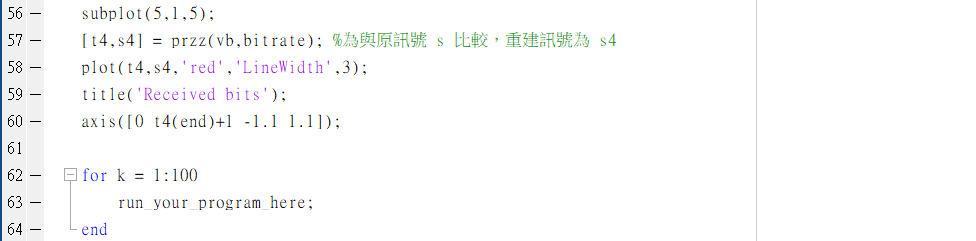 56 – subplot(5,1,5);
57 – [t4,s4] = przz(vb,bitrate); %為與原訊號 s 比較，重建訊號為 s4
58 – plot(t4,s4,'red','LineWidth',3);
59 – title('Received bits');
60 – axis([0 t4(end)+1 -1.1 1.1]);
61
62 – for k = 1:100
63 – run_your_program_here;
64 – end